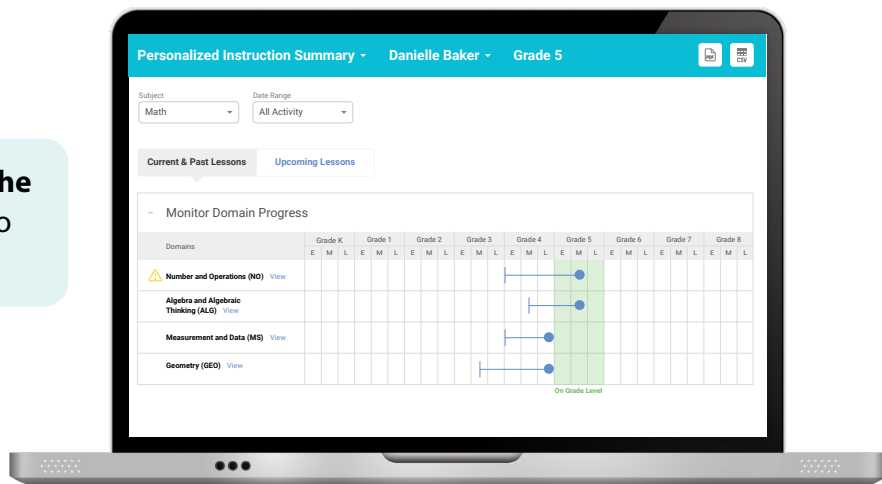 he
o
Personalized Instruction Summary Danielle Baker Grade 5
PDF CSV
Subject Date Range
Math All Activity
Current & Past Lessons Upcoming Lessons
– Monitor Domain Progress
Domains
Grade K Grade 1 Grade 2 Grade 3 Grade 4 Grade 5 Grade 6 Grade 7 Grade 8
E M L E M L E M L E M L E M L E M L E M L E M L E M L
Number and Operations (NO) View
Algebra and Algebraic
Thinking (ALG) View
Measurement and Data (MS) View
Geometry (GEO) View
On Grade Level